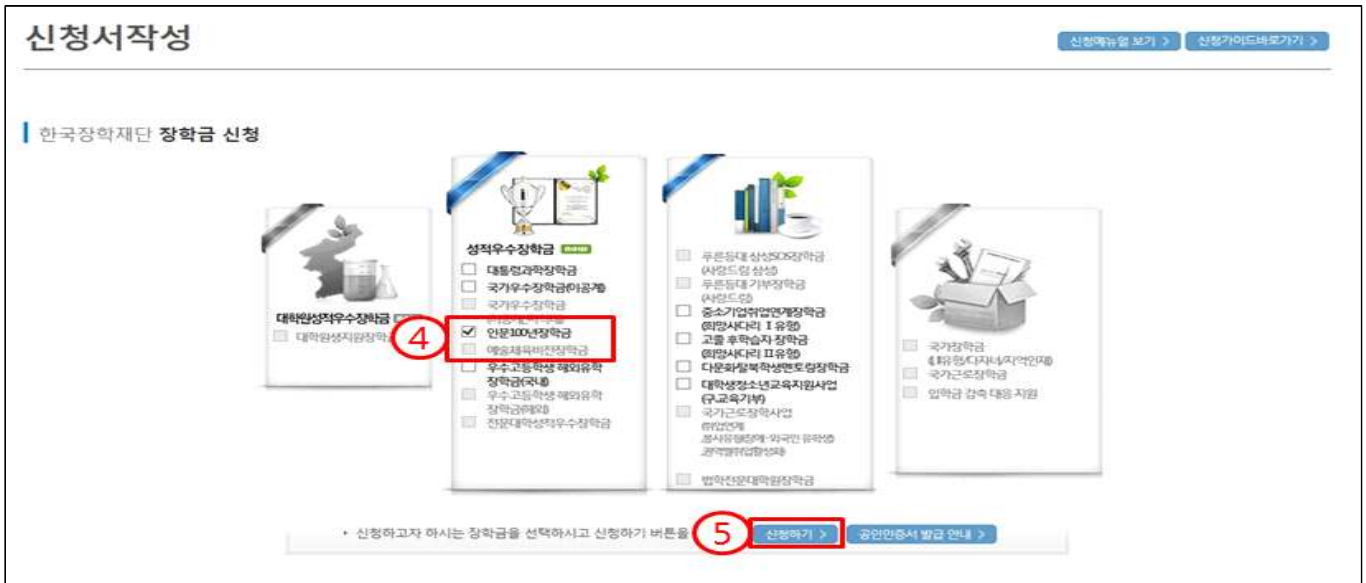 신청서작성
신청매뉴얼 보기 >
신청가이드바로가기 >
한국장학재단 장학금 신청
대학원성적우수장학금
대학원생지원장학금
④
성적우수장학금
대통령과학장학금
국가우수장학금(이공계)
국가우수장학금
인문100년장학금
예술체육비전장학금
우수고등학생 해외유학
장학금(국내)
우수고등학생 해외유학
장학금(해외)
전문대학성적우수장학금
푸른등대 삼성SOS장학금
(사랑드림 삼성)
푸른등대 기부장학금
(사랑드림)
중소기업취업연계장학금
(희망사다리 I 유형)
고졸 후학습자 장학금
(희망사다리 II 유형)
다문화탈북학생멘토링장학금
대학생청소년교육지원사업
(구.교육기부)
국가근로장학사업
(취업연계
법학전문대학원장학금
국가장학금
(I,II유형/다자녀/지역인재)
국가근로장학금
입학금 감축 대응 지원
• 신청하고자 하시는 장학금을 선택하시고 신청하기 버튼을
⑤
신청하기 >
공인인증서 발급 안내 >